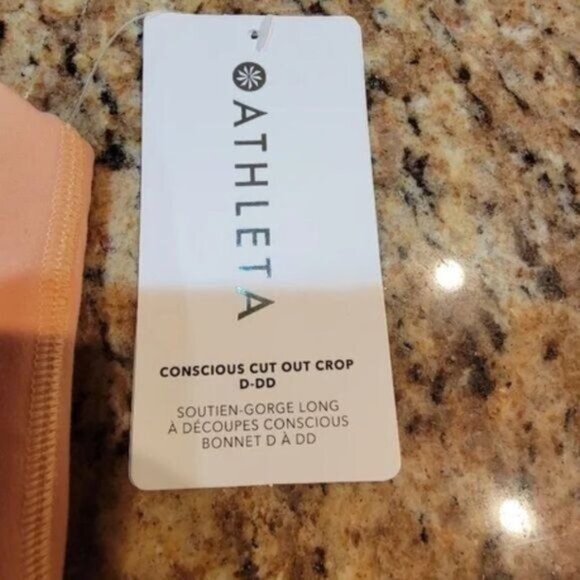 ATHLETA
CONSCIOUS CUT OUT CROP
D-DD
SOUTIEN-GORGE LONG
À DÉCOUPES CONSCIOUS
BONNET D À DD